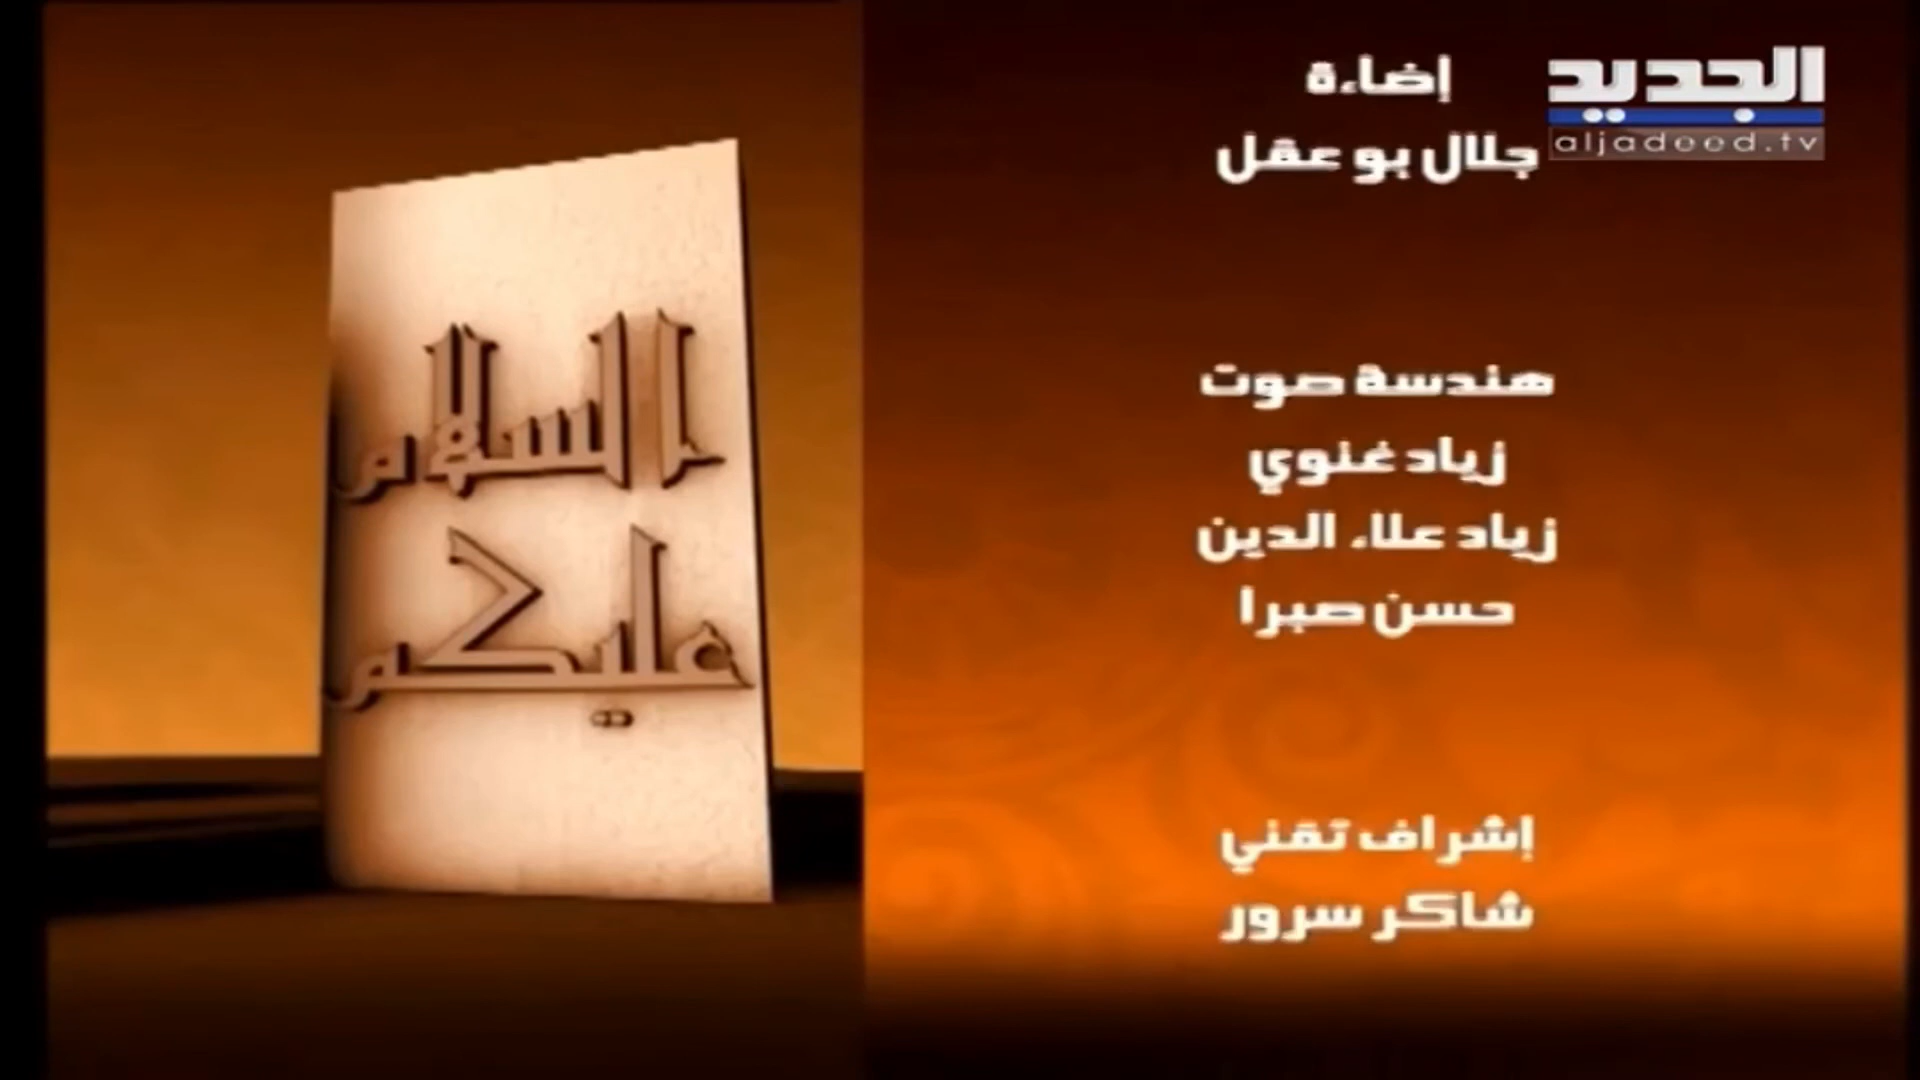 الجديد
aljadeed.tv
إضاءة
جلال بو عقل
هندسة صوت
زياد غنوي
زياد علاء الدين
حسن صبرا
إشراف تقني
شاكر سرور
السلام
عليكم